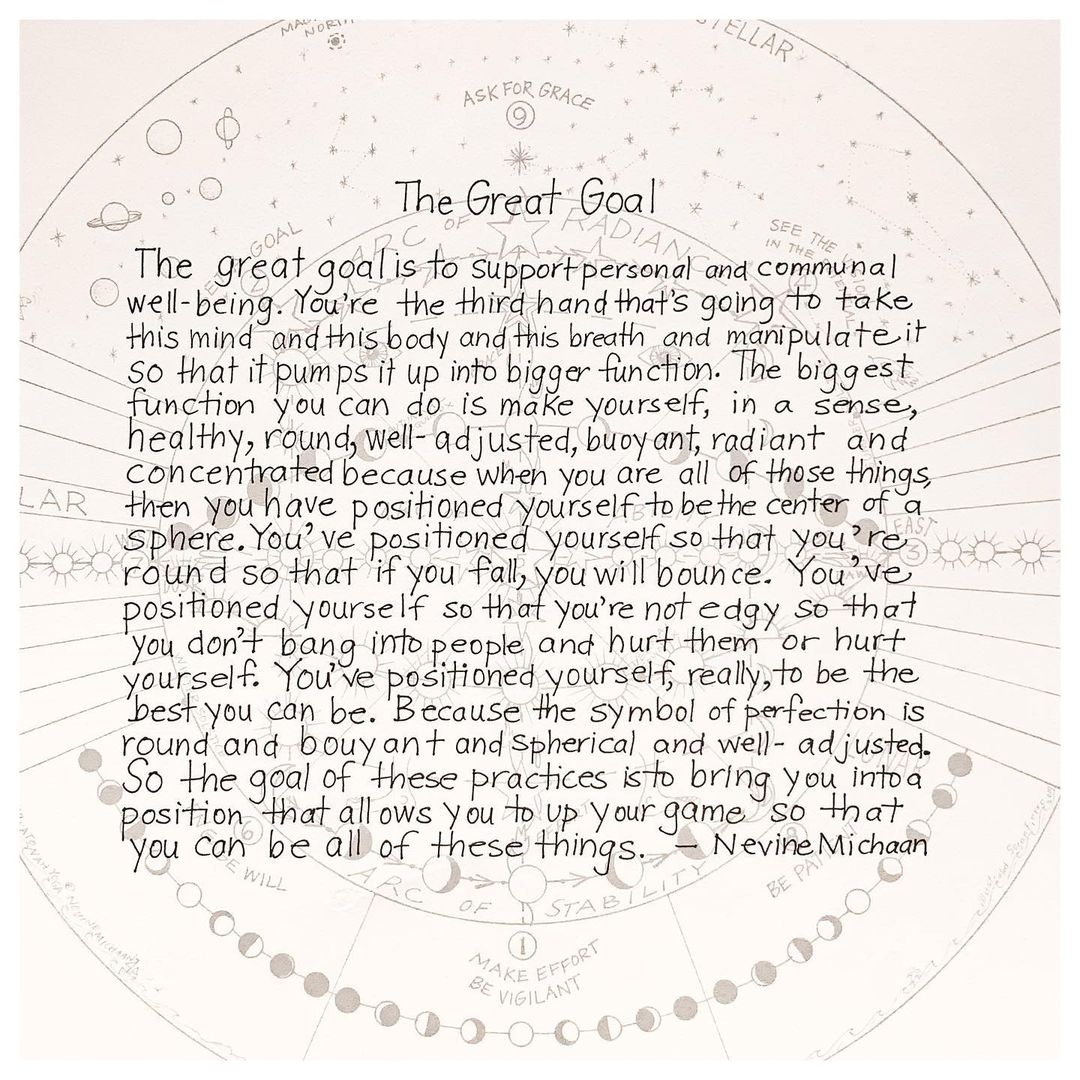 MAG
NORTH
STELLAR
ASK FOR GRACE
9
The Great Goal
GOAL
ARC OF RADIANC
SEE THE
IN THE
The great goal is to support personal and communal
well-being. You're the third hand that's going to take
this mind and this body and this breath and manipulate it
so that it pumps it up into bigger function. The biggest
function you can do is make yourself, in a sense,
healthy, round, well-adjusted, buoyant, radiant and
concentrated because when you are all of those things,
then you have positioned yourself to be the center of a
LAR
EAST
sphere. You've positioned yourself so that you're
3
round so that if you fall, you will bounce. You've
positioned yourself so that you're not edgy so that
you don't bang into people and hurt them or hurt
yourself. You've positioned yourself, really, to be the
best you can be. Because the symbol of perfection is
round and bouyant and spherical and well-adjusted.
So the goal of these practices is to bring you into a
position that allows you to up your game so that
you can be all of these things. — Nevine Michaan
6
WILL
BE PA
ARC OF STABILITY
1
MAKE EFFORT
BE VIGILANT